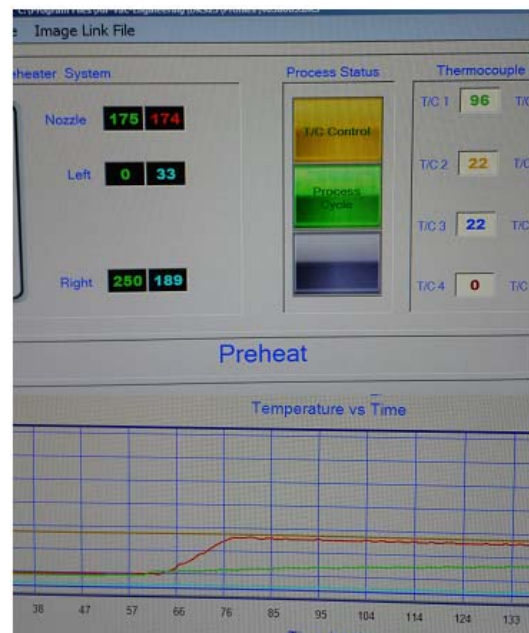 Image Link File
Preheater System
Process Status
Thermocouple
Nozzle 175 174
T/C 1 96
T/C Control
Left 0 33
T/C 2 22
Process
Cycle
T/C 3 22
Right 250 189
T/C 4 0
Preheat
Temperature vs Time
38 47 57 66 76 85 95 104 114 124 133